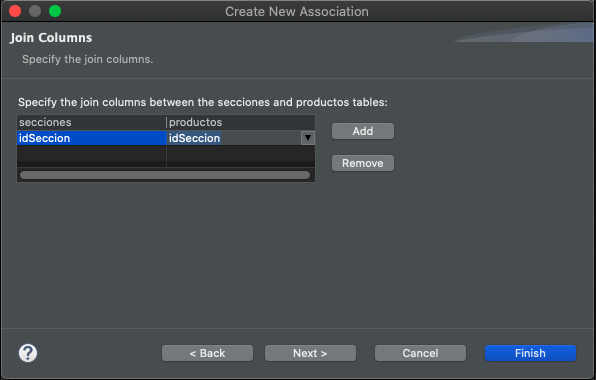 Create New Association
Join Columns
Specify the join columns.
Specify the join columns between the secciones and productos tables:
secciones productos
idSeccion idSeccion
Add
Remove
? < Back Next > Cancel Finish